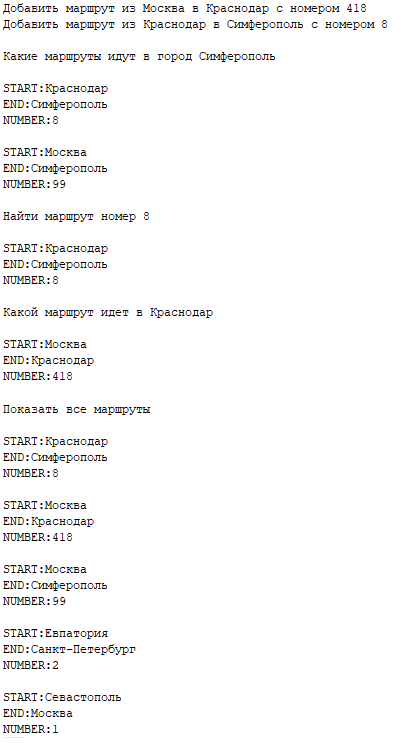 Добавить маршрут из Москва в Краснодар с номером 418
Добавить маршрут из Краснодар в Симферополь с номером 8
Какие маршруты идут в город Симферополь
START:Краснодар
END:Симферополь
NUMBER:8
START:Москва
END:Симферополь
NUMBER:99
Найти маршрут номер 8
START:Краснодар
END:Симферополь
NUMBER:8
Какой маршрут идет в Краснодар
START:Москва
END:Краснодар
NUMBER:418
Показать все маршруты
START:Краснодар
END:Симферополь
NUMBER:8
START:Москва
END:Краснодар
NUMBER:418
START:Москва
END:Симферополь
NUMBER:99
START:Евпатория
END:Санкт-Петербург
NUMBER:2
START:Севастополь
END:Москва
NUMBER:1